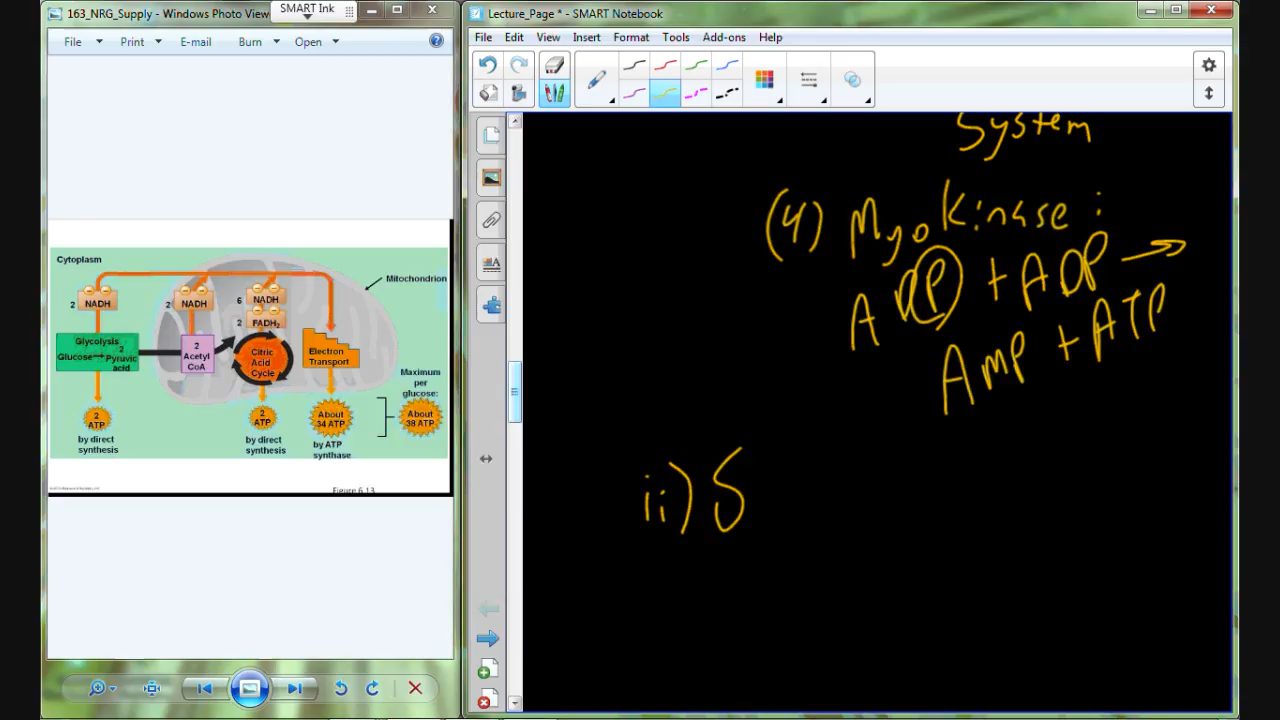 163_NRG_Supply - Windows Photo View
SMART Ink
File Print E-mail Burn Open
Cytoplasm
Mitochondrion
2 NADH
2 NADH
6 NADH
2 FADH2
Glycolysis
Glucose→ 2 Pyruvic acid
2 Acetyl CoA
Citric Acid Cycle
Electron Transport
Maximum per glucose:
2 ATP
2 ATP
About 34 ATP
About 38 ATP
by direct synthesis
by direct synthesis
by ATP synthase
Figure 6.13
Lecture_Page * - SMART Notebook
File Edit View Insert Format Tools Add-ons Help
System
(4) Myokinase:
ADP + ADP →
AMP + ATP
ii) S